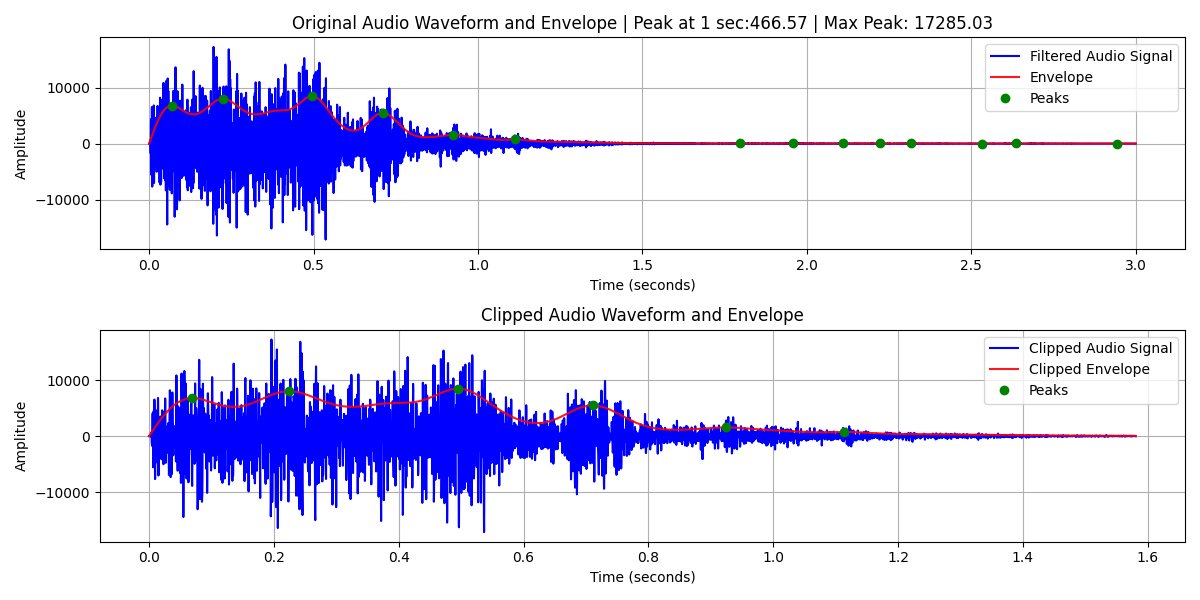 Original Audio Waveform and Envelope | Peak at 1 sec:466.57 | Max Peak: 17285.03
Filtered Audio Signal
Envelope
Peaks
Amplitude
10000
0
−10000
0.0 0.5 1.0 1.5 2.0 2.5 3.0
Time (seconds)
Clipped Audio Waveform and Envelope
Clipped Audio Signal
Clipped Envelope
Peaks
Amplitude
10000
0
−10000
0.0 0.2 0.4 0.6 0.8 1.0 1.2 1.4 1.6
Time (seconds)